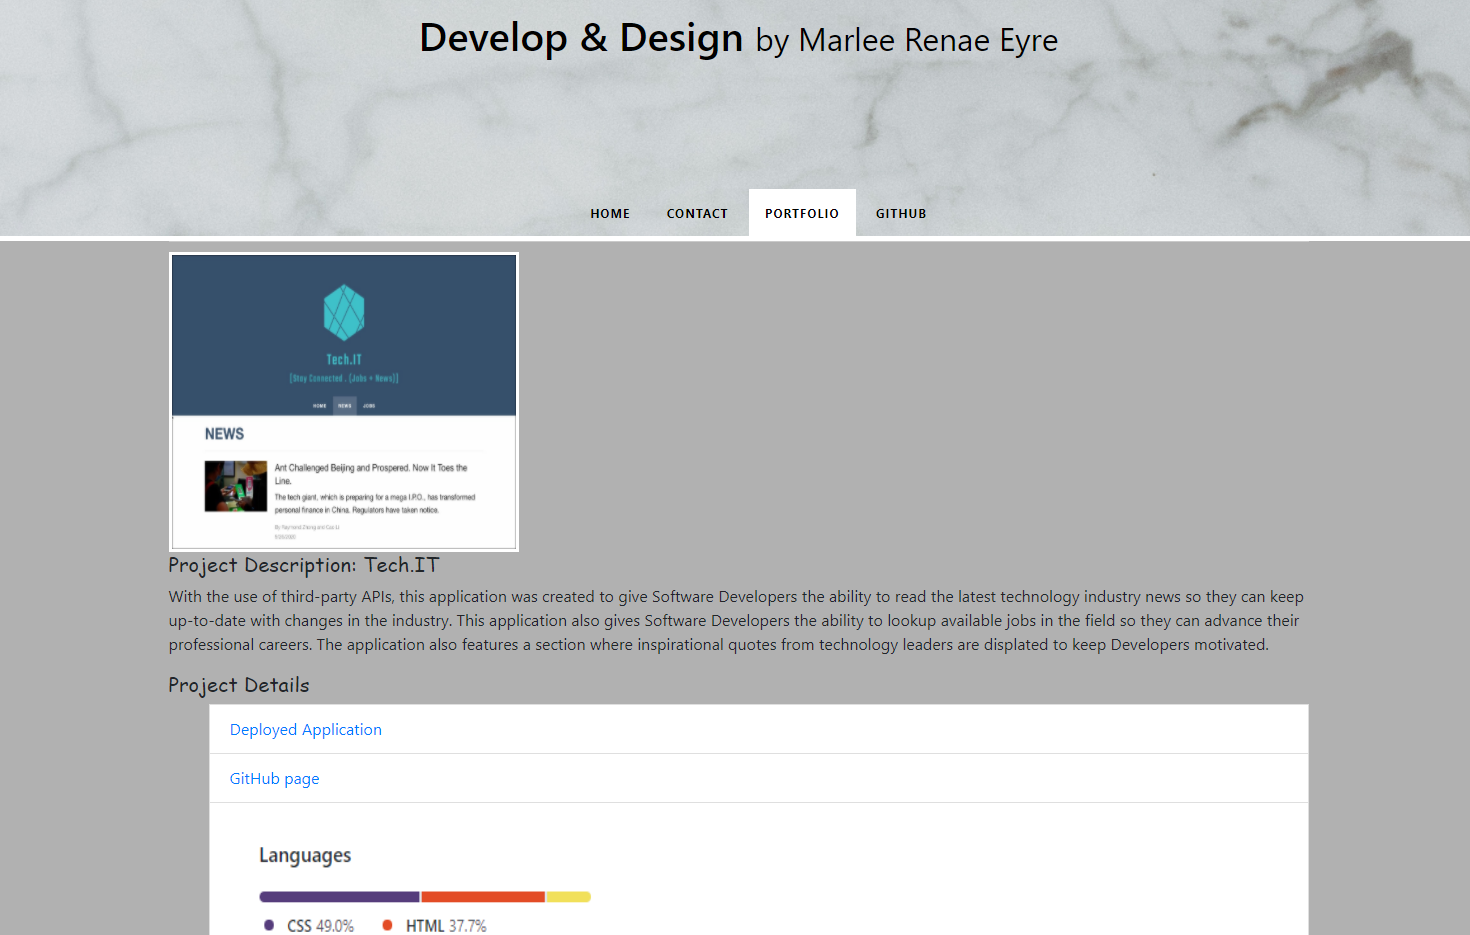 Develop & Design by Marlee Renae Eyre
HOME CONTACT PORTFOLIO GITHUB
Tech.IT
[Stay Connected . (Jobs + News)]
HOME NEWS JOBS
NEWS
Ant Challenged Beijing and Prospered. Now It Toes the
Line.
The tech giant, which is preparing for a mega I.P.O., has transformed
personal finance in China. Regulators have taken notice.
Project Description: Tech.IT
With the use of third-party APIs, this application was created to give Software Developers the ability to read the latest technology industry news so they can keep
up-to-date with changes in the industry. This application also gives Software Developers the ability to lookup available jobs in the field so they can advance their
professional careers. The application also features a section where inspirational quotes from technology leaders are displated to keep Developers motivated.
Project Details
Deployed Application
GitHub page
Languages
CSS 49.0% HTML 37.7%